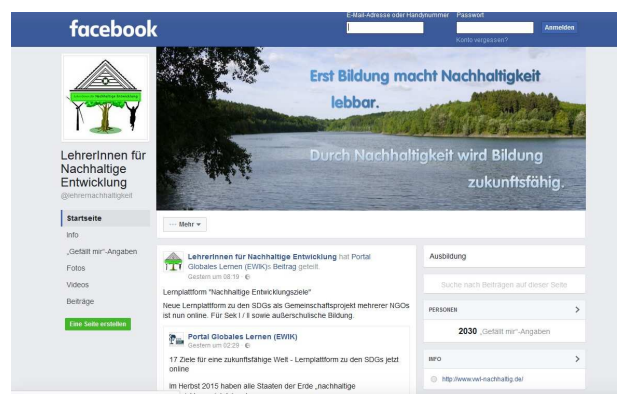 facebook
E-Mail-Adresse oder Handynummer
Passwort
Anmelden
Konto vergessen?
Erst Bildung macht Nachhaltigkeit
lebbar.
Durch Nachhaltigkeit wird Bildung
zukunftsfähig.
LehrerInnen für
Nachhaltige
Entwicklung
@lehrernachhaltigkeit
Startseite
Info
„Gefällt mir“-Angaben
Fotos
Videos
Beiträge
Eine Seite erstellen
Mehr
LehrerInnen für Nachhaltige Entwicklung hat Portal
Globales Lernen (EWIK)s Beitrag geteilt.
Gestern um 08:19
Lernplattform "Nachhaltige Entwicklungsziele"
Neue Lernplattform zu den SDGs als Gemeinschaftsprojekt mehrerer NGOs
ist nun online. Für Sek I / II sowie außerschulische Bildung.
Portal Globales Lernen (EWIK)
Gestern um 02:29
17 Ziele für eine zukunftsfähige Welt - Lernplattform zu den SDGs jetzt
online
Im Herbst 2015 haben alle Staaten der Erde „nachhaltige
Ausbildung
Suche nach Beiträgen auf dieser Seite
PERSONEN
2030 „Gefällt mir“-Angaben
INFO
http://www.vwl-nachhaltig.de/